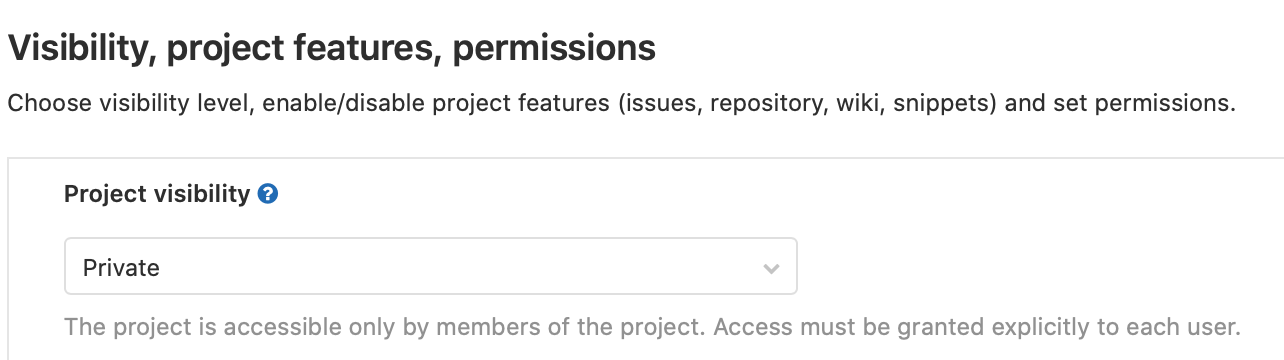 Visibility, project features, permissions
Choose visibility level, enable/disable project features (issues, repository, wiki, snippets) and set permissions.
Project visibility ?
Private
The project is accessible only by members of the project. Access must be granted explicitly to each user.